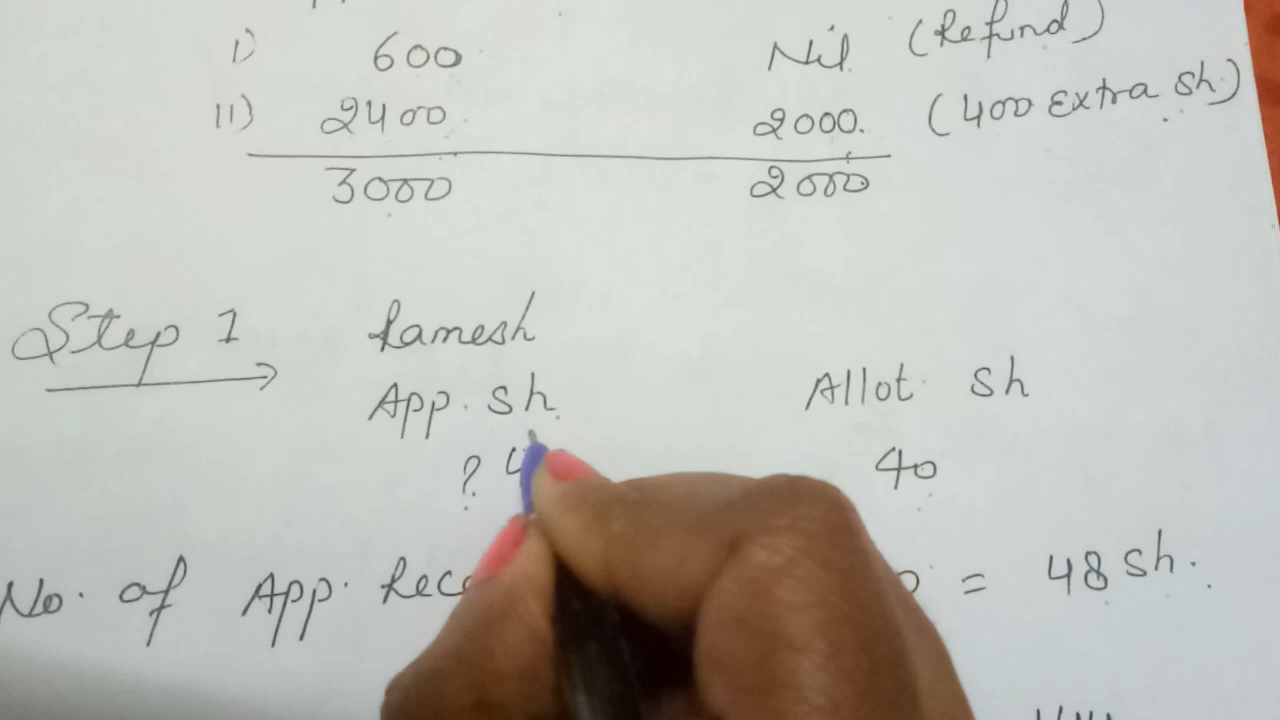 I) 600 Nil (Refund)
II) 2400 2000. (400 Extra Sh)
3000 2000
Step 1 Ramesh
App. Sh. Allot. Sh
? 4 40
No. of App. = 48 Sh.